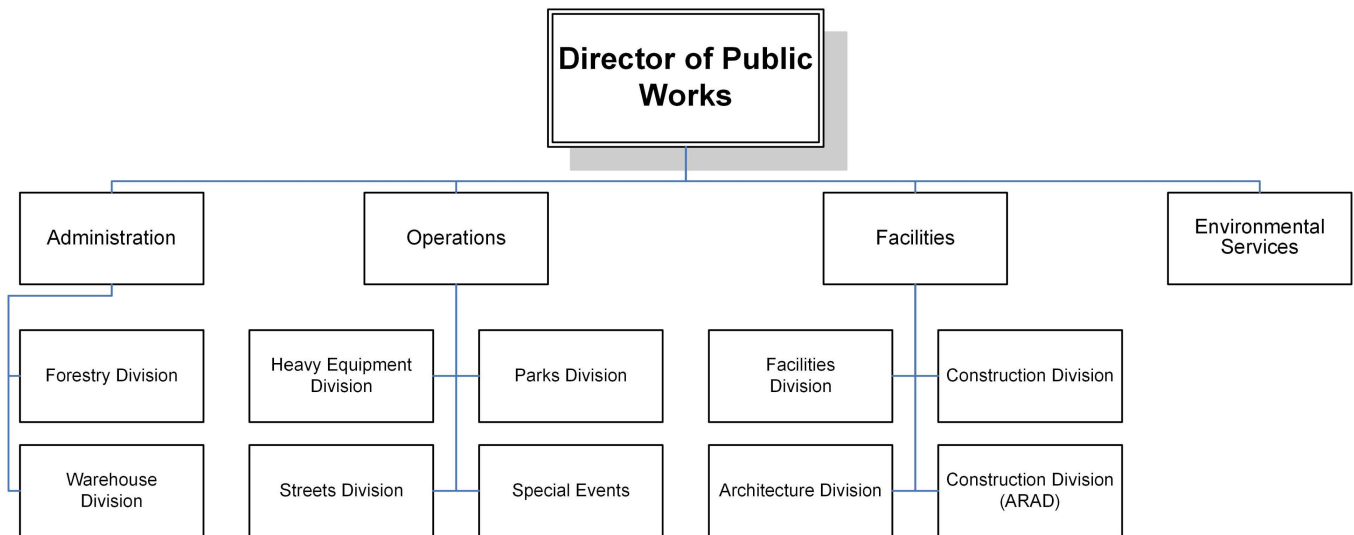 Director of Public
Works
Administration
Operations
Facilities
Environmental
Services
Forestry Division
Heavy Equipment
Division
Parks Division
Facilities
Division
Construction Division
Warehouse
Division
Streets Division
Special Events
Architecture Division
Construction Division
(ARAD)